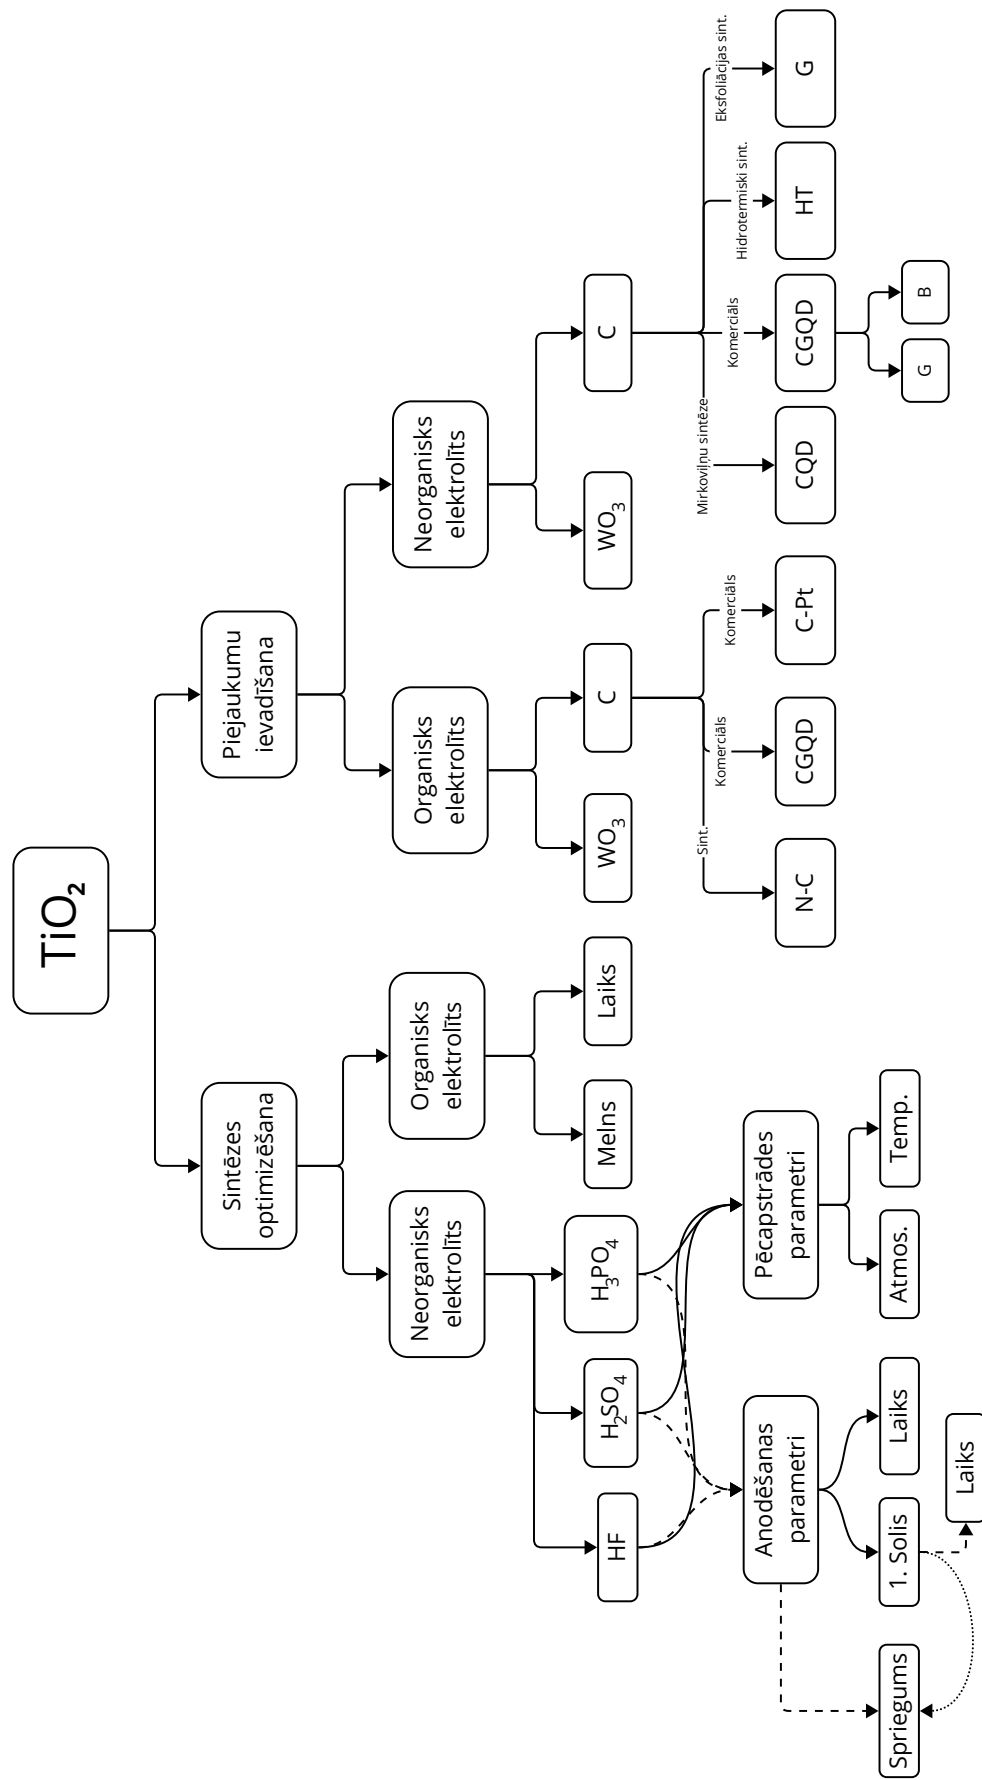 TiO₂
Sintēzes
optimizēšana
Piejaukumu
ievadīšana
Neorganisks
elektrolīts
Organisks
elektrolīts
Organisks
elektrolīts
Neorganisks
elektrolīts
HF
H₂SO₄
H₃PO₄
Melns
Laiks
WO₃
C
WO₃
C
Sint.
Komerciāls
Komerciāls
Mirkoviļņu sintēze
Komerciāls
Hidrotermiski sint.
Eksfoliācijas sint.
Anodēšanas
parametri
Pēcapstrādes
parametri
N-C
CGQD
C-Pt
CQD
CGQD
HT
G
Spriegums
1. Solis
Laiks
Atmos.
Temp.
G
B
Laiks